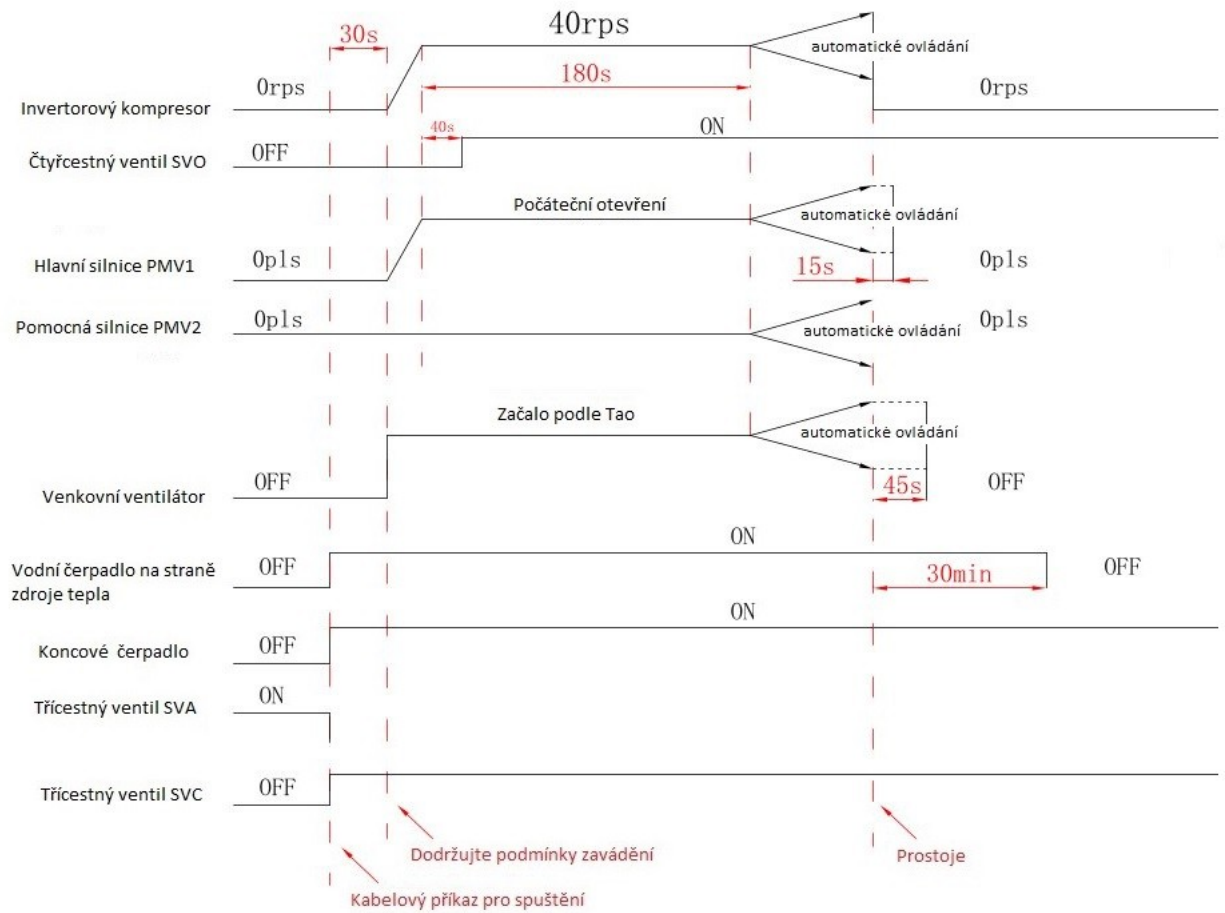 30s
40rps
automatické ovládání
180s
0rps
0rps
Invertorový kompresor
40s
ON
OFF
Čtyřcestný ventil SVO
Počáteční otevření
automatické ovládání
0pls
15s
0pls
Hlavní silnice PMV1
0pls
0pls
Pomocná silnice PMV2
automatické ovládání
Začalo podle Tao
automatické ovládání
OFF
45s
OFF
Venkovní ventilátor
ON
Vodní čerpadlo na straně
zdroje tepla
OFF
30min
OFF
ON
Koncové čerpadlo
OFF
ON
Třícestný ventil SVA
OFF
Třícestný ventil SVC
Dodržujte podmínky zavádění
Prostoje
Kabelový příkaz pro spuštění